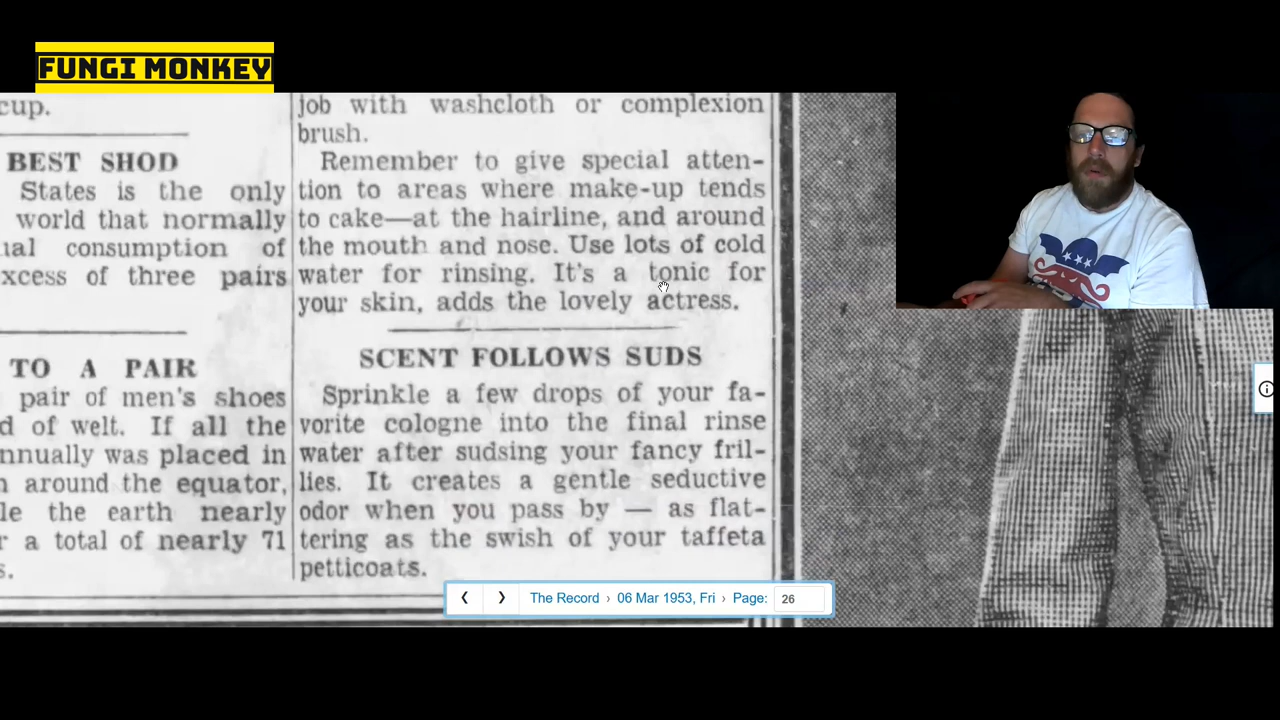 FUNGI MONKEY
cup.
BEST SHOD
States is the only
world that normally
ual consumption of
xcess of three pairs
TO A PAIR
pair of men's shoes
d of welt. If all the
nnually was placed in
n around the equator,
le the earth nearly
r a total of nearly 71
s.
job with washcloth or complexion
brush.
Remember to give special atten-
tion to areas where make-up tends
to cake—at the hairline, and around
the mouth and nose. Use lots of cold
water for rinsing. It's a tonic for
your skin, adds the lovely actress.
SCENT FOLLOWS SUDS
Sprinkle a few drops of your fa-
vorite cologne into the final rinse
water after sudsing your fancy fril-
lies. It creates a gentle seductive
odor when you pass by — as flat-
tering as the swish of your taffeta
petticoats.
The Record › 06 Mar 1953, Fri › Page: 26